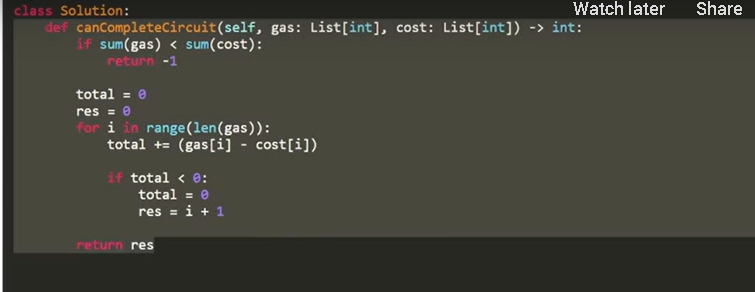 class Solution:
Watch later Share
    def canCompleteCircuit(self, gas: List[int], cost: List[int]) -> int:
        if sum(gas) < sum(cost):
            return -1
        total = 0
        res = 0
        for i in range(len(gas)):
            total += (gas[i] - cost[i])
            if total < 0:
                total = 0
                res = i + 1
        return res